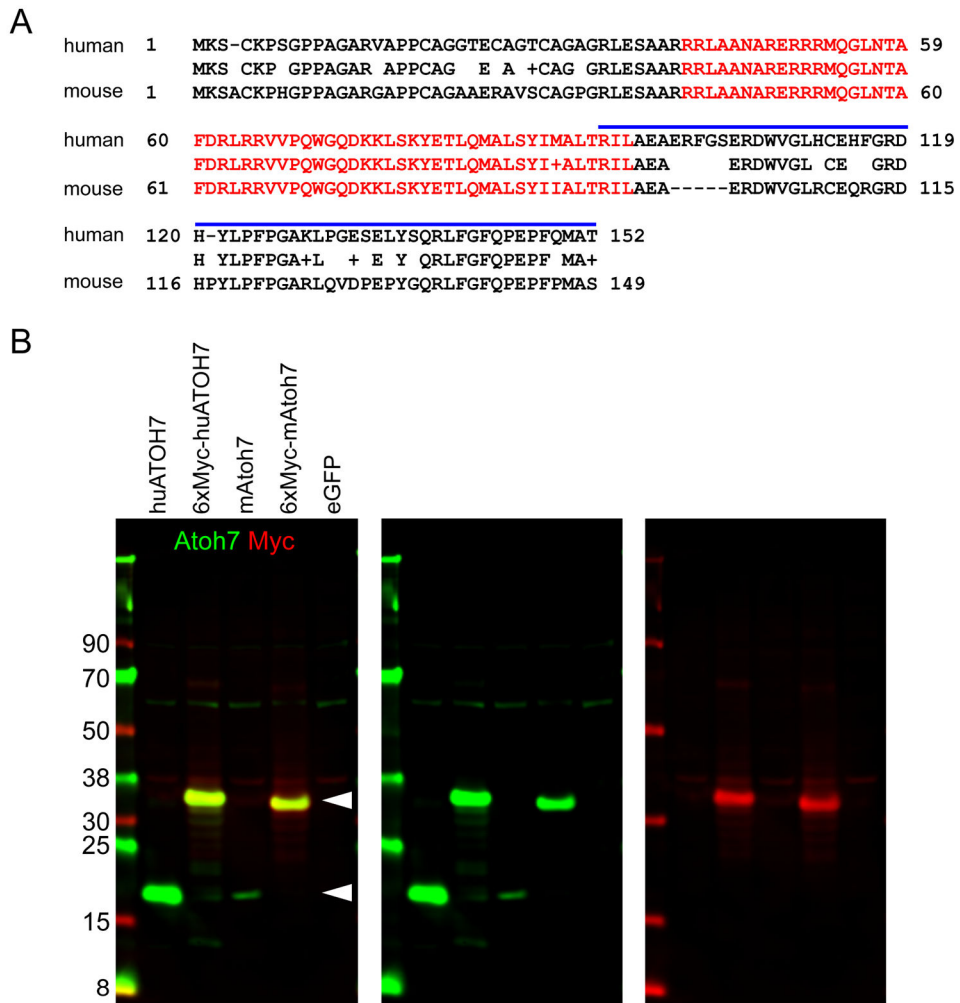 A
human 1 MKS-CKPSGPPAGARVAPPCAGGTECAGTCAGAGRLESAARRRLAANARERRRMQGLNTA 59
MKS CKP GPPAGAR APPCAG E A +CAG GRLESAARRRLAANARERRRMQGLNTA
mouse 1 MKSACKPHGPPAGARGAPPCAGAAERAVSCAGPGRLESAARRRLAANARERRRMQGLNTA 60
human 60 FDRLRRVVPQWGQDKKLSKYETLQMALSYIMALTRILAEAERFGSERDWVGLHCEHFGRD 119
FDRLRRVVPQWGQDKKLSKYETLQMALSYI+ALTRILAEA ERDWVGL CE GRD
mouse 61 FDRLRRVVPQWGQDKKLSKYETLQMALSYIIALTRILAEA-----ERDWVGLRCEQRGRD 115
human 120 H-YLPFPGAKLPGESELYSQRLFGFQPEPFQMAT 152
H YLPFPGA+L + E Y QRLFGFQPEPF MA+
mouse 116 HPYLPFPGARLQVDPEPYGQRLFGFQPEPFPMAS 149
B
huATOH7
6xMyc-huATOH7
mAtoh7
6xMyc-mAtoh7
eGFP
Atoh7 Myc
90
70
50
38
30
25
15
8